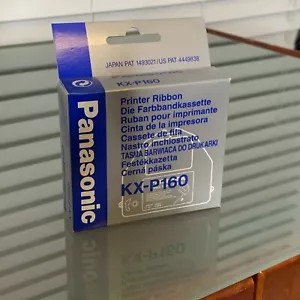 JAPAN PAT 1493021/US PAT 4449838
KX-P160
Panasonic
Printer Ribbon
Die Farbbandkassette
Ruban pour imprimante
Cinta de la impresora
Cassette de fita
Nastro inchiostrato
TAŚMA BARWIĄCA DO DRUKARKI
Festékkazetta
Černá páska
KX-P160